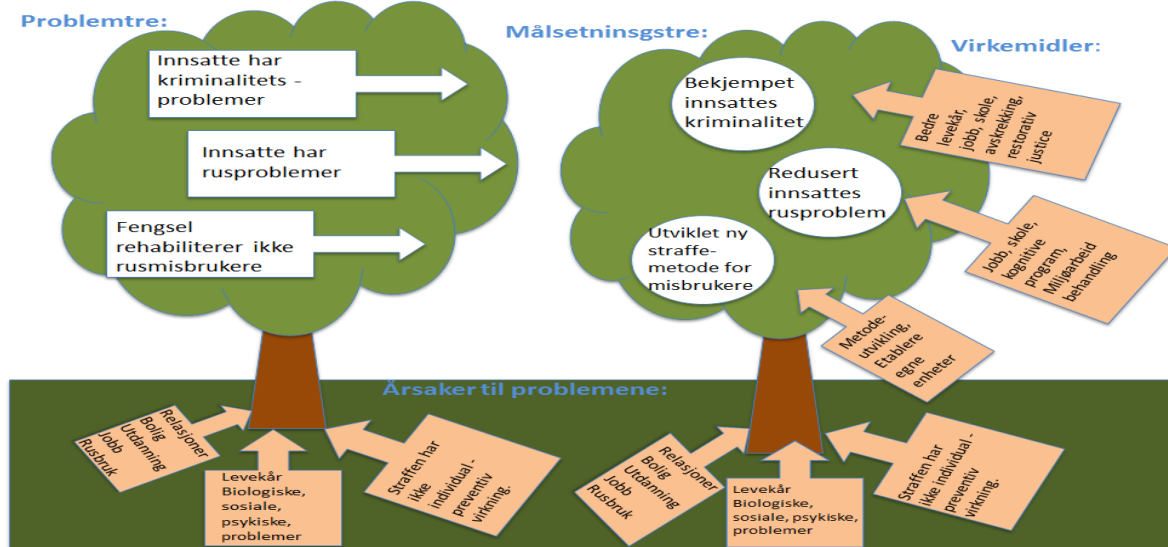 Problemtre:
Innsatte har
kriminalitets -
problemer
Innsatte har
rusproblemer
Fengsel
rehabiliterer ikke
rusmisbrukere
Målsetninsgstre:
Bekjempet
innsattes
kriminalitet
Redusert
innsattes
rusproblem
Utviklet ny
straffe-
metode for
misbrukere
Virkemidler:
Bedre
levekår,
jobb, skole,
avskrekking,
restorativ
justice
Jobb, skole,
kognitive
program,
Miljøarbeid
behandling
Metode-
utvikling,
Etablere
egne
enheter
Årsaker til problemene:
Relasjoner
Bolig
Utdanning
Jobb
Rusbruk
Levekår
Biologiske,
sosiale,
psykiske,
problemer
Straffen har
ikke
individual -
preventiv
virkning.
Relasjoner
Bolig
Utdanning
Jobb
Rusbruk
Levekår
Biologiske,
sosiale, psykiske,
problemer
Straffen har
ikke individual -
preventiv
virkning.